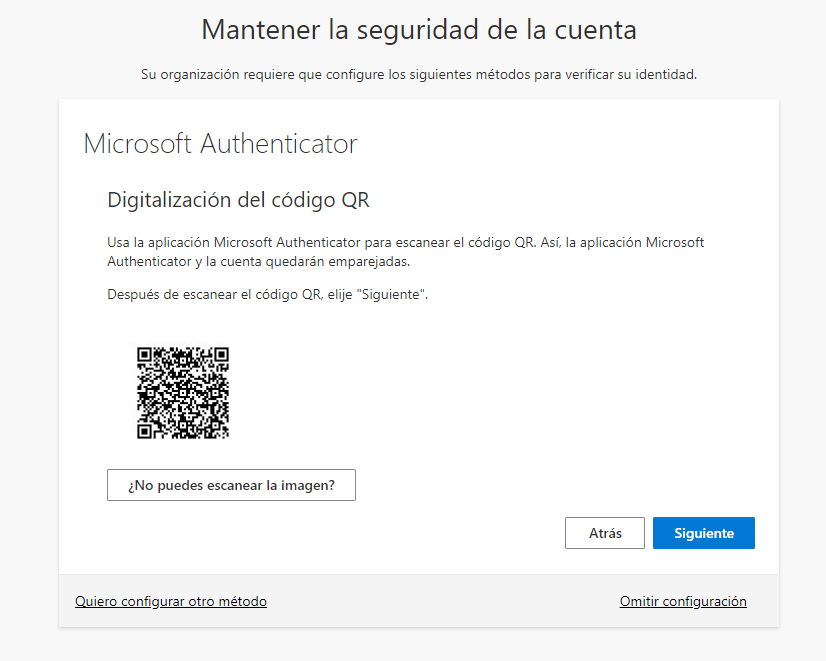 Mantener la seguridad de la cuenta
Su organización requiere que configure los siguientes métodos para verificar su identidad.
Microsoft Authenticator
Digitalización del código QR
Usa la aplicación Microsoft Authenticator para escanear el código QR. Así, la aplicación Microsoft
Authenticator y la cuenta quedarán emparejadas.
Después de escanear el código QR, elije "Siguiente".
¿No puedes escanear la imagen?
Atrás
Siguiente
Quiero configurar otro método
Omitir configuración